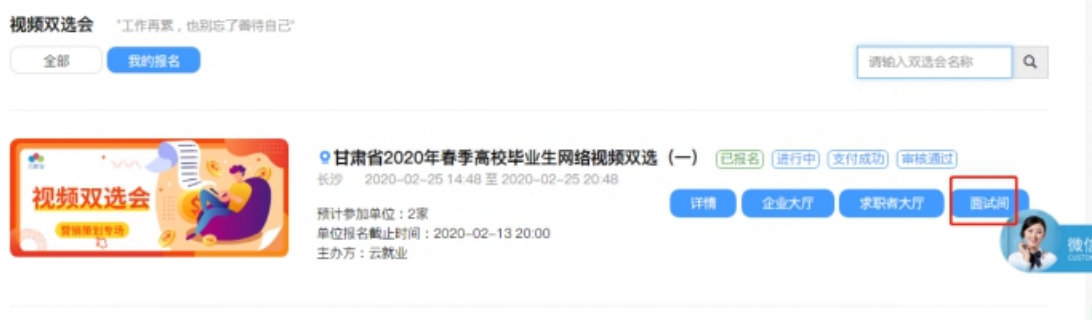 视频双选会 "工作再累，也别忘了善待自己"
全部 我的报名 请输入双选会名称
视频双选会
营销策划专场
甘肃省2020年春季高校毕业生网络视频双选（一） 已报名 进行中 支付成功 审核通过
长沙 2020-02-25 14:48 至 2020-02-25 20:48
详情 企业大厅 求职者大厅 面试间
预计参加单位：2家
单位报名截止时间：2020-02-13 20:00
主办方：云就业
微信